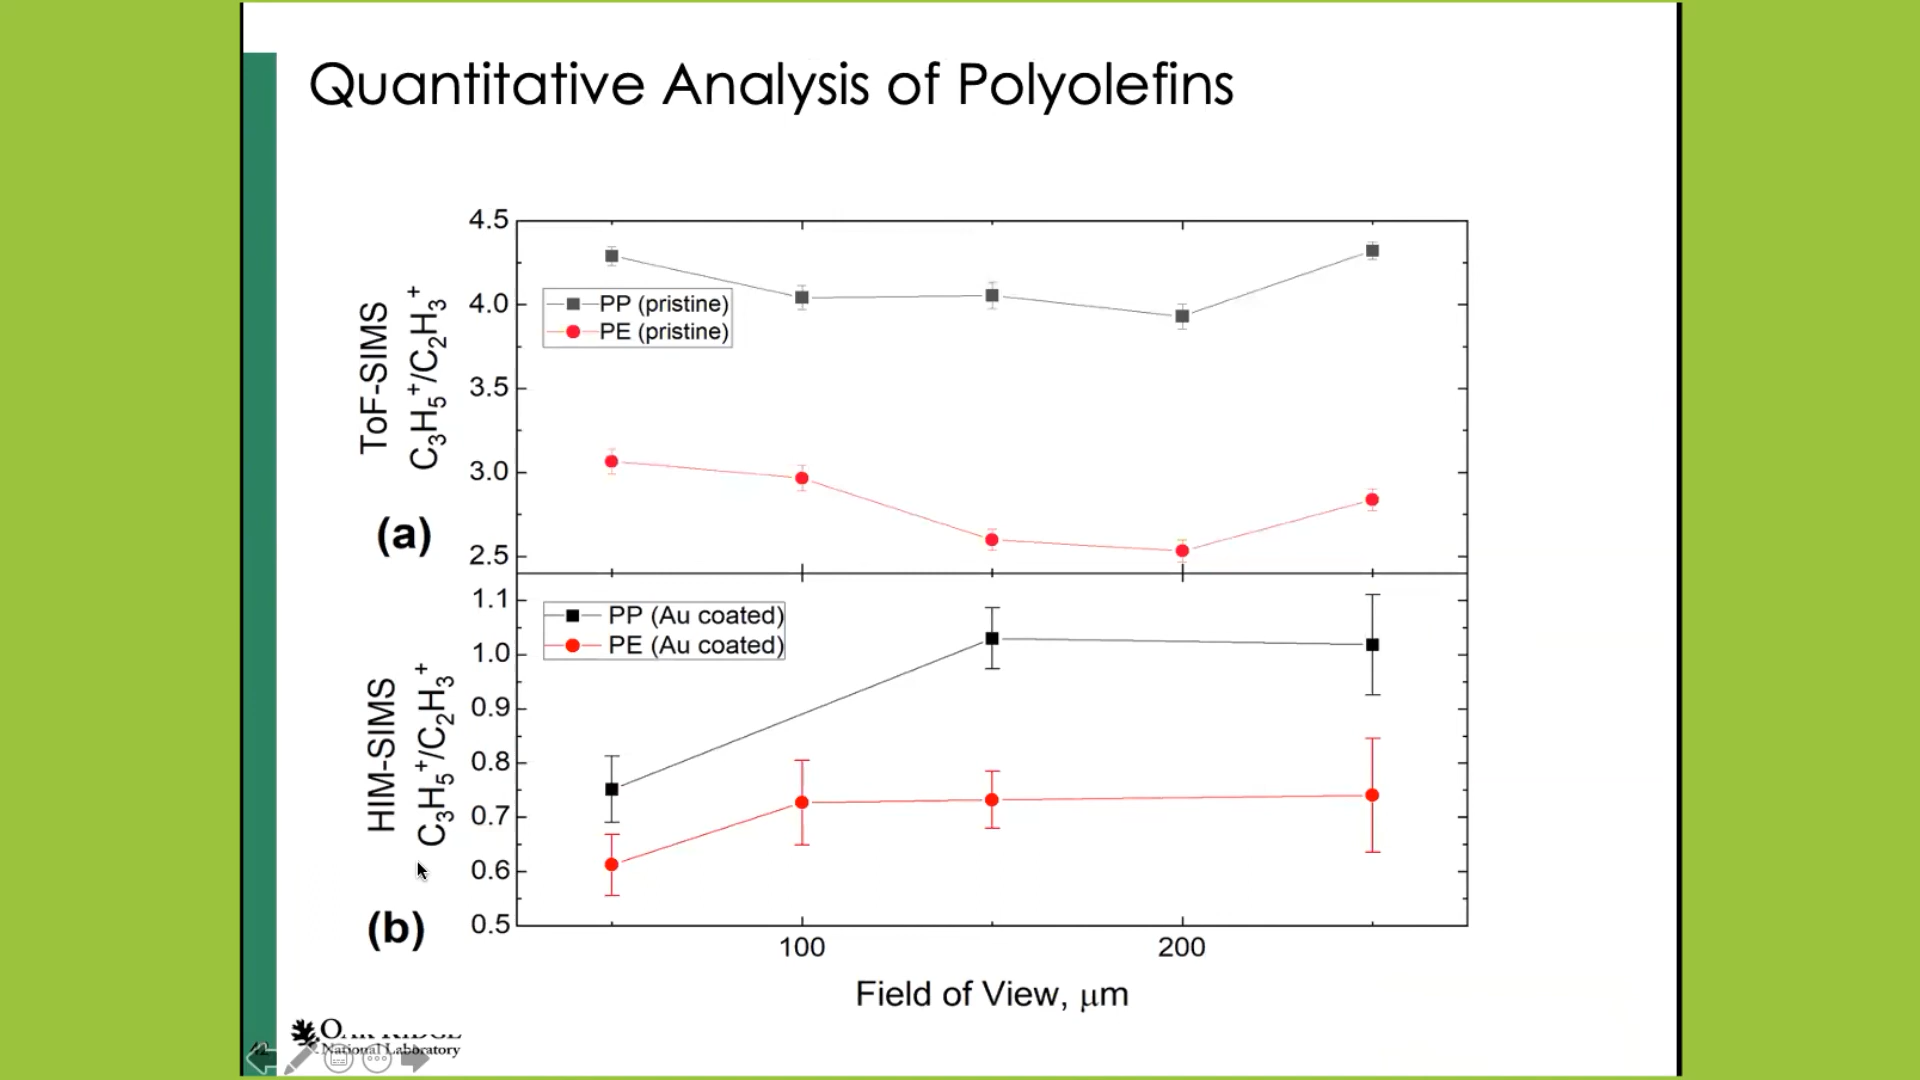 Quantitative Analysis of Polyolefins
4.5
4.0
3.5
3.0
2.5
ToF-SIMS
C₃H₅⁺/C₂H₃⁺
PP (pristine)
PE (pristine)
(a)
1.1
1.0
0.9
0.8
0.7
0.6
0.5
HIM-SIMS
C₃H₅⁺/C₂H₃⁺
PP (Au coated)
PE (Au coated)
(b)
100
200
Field of View, μm
National Laboratory